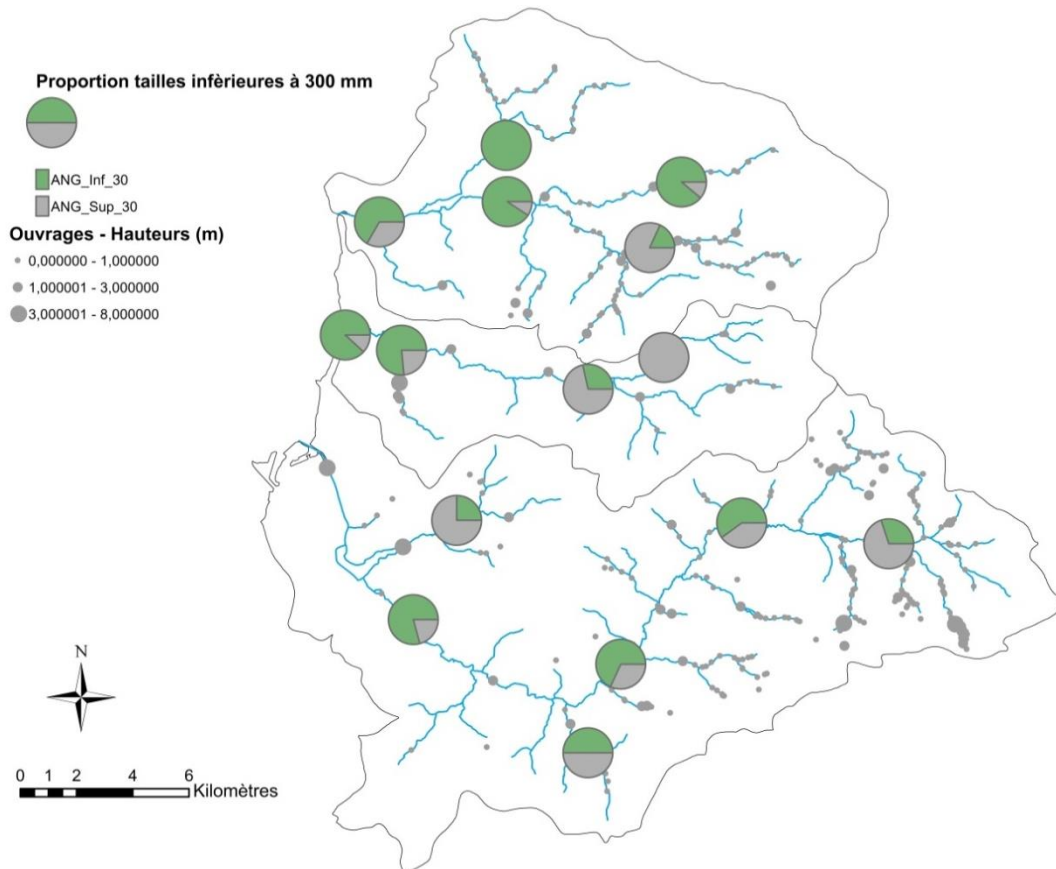 Proportion tailles infèrieures à 300 mm
ANG_Inf_30
ANG_Sup_30
Ouvrages - Hauteurs (m)
0,000000 - 1,000000
1,000001 - 3,000000
3,000001 - 8,000000
N
0 1 2 4 6
Kilomètres